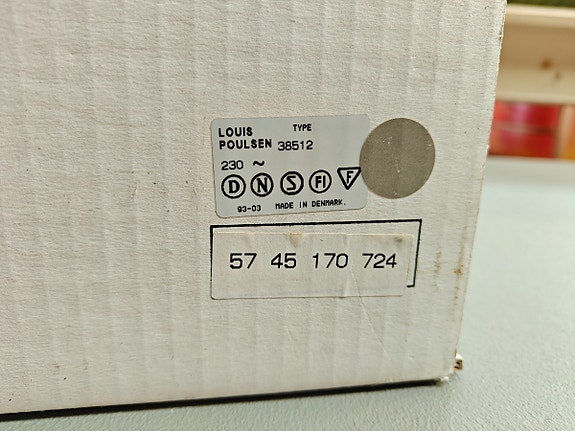 LOUIS POULSEN TYPE 38512
230 ~
D N S FI F
93-03 MADE IN DENMARK.
57 45 170 724